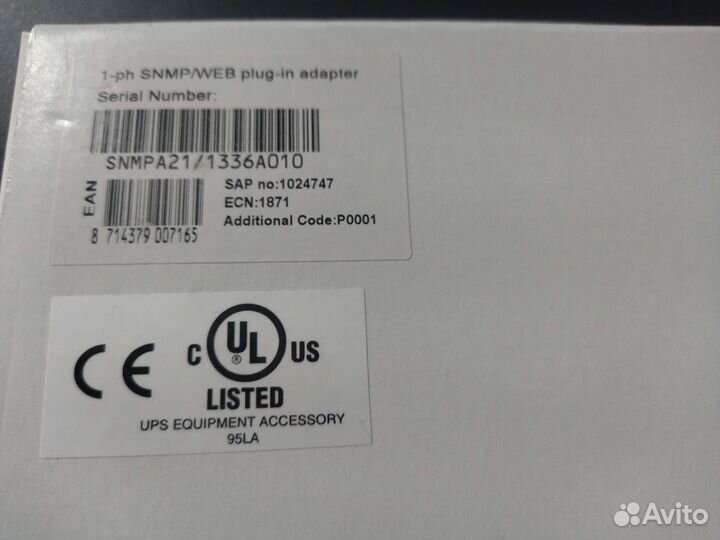 1-ph SNMP/WEB plug-in adapter
Serial Number:
SNMPA21/1336A010
EAN
8 714379 007165
SAP no:1024747
ECN:1871
Additional Code:P0001
CE
C UL ® US
LISTED
UPS EQUIPMENT ACCESSORY
95LA
Avito